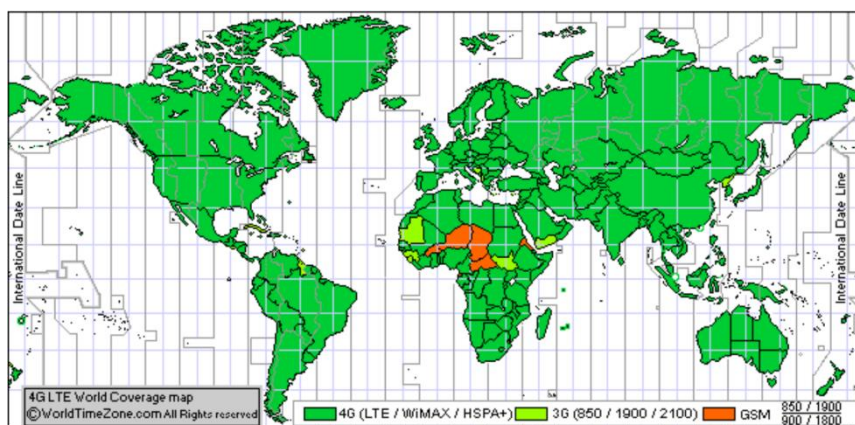 International Date Line
International Date Line
4G LTE World Coverage map
©WorldTimeZone.com All Rights reserved
4G (LTE / WiMAX / HSPA+) 3G (850 / 1900 / 2100) GSM 850 / 1900
900 / 1800